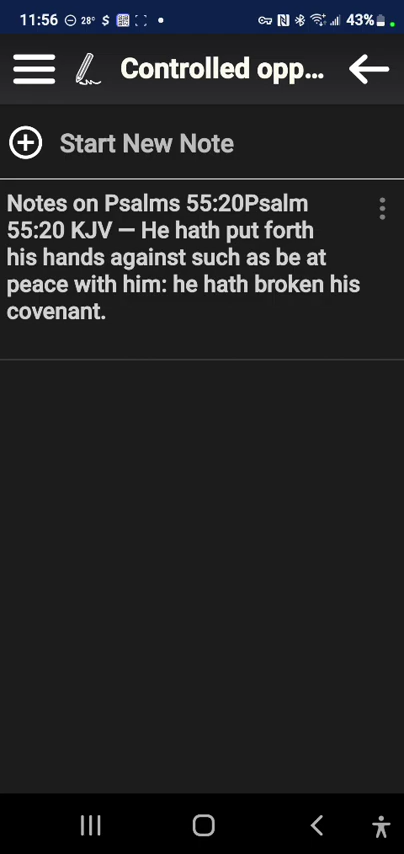 11:56 28° $ 43%
Controlled opp...
Start New Note
Notes on Psalms 55:20Psalm
55:20 KJV — He hath put forth
his hands against such as be at
peace with him: he hath broken his
covenant.